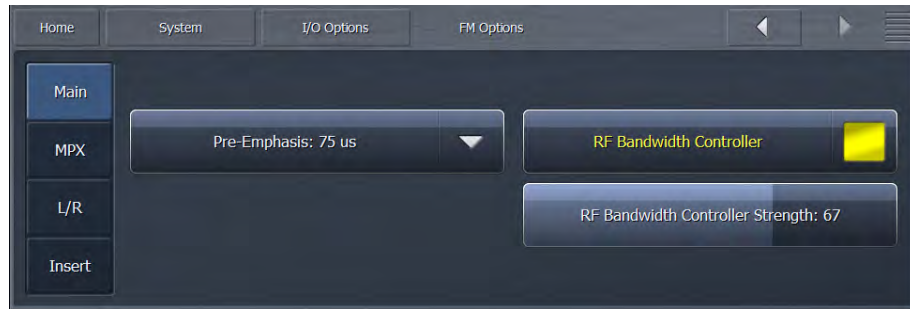 Home
System
I/O Options
FM Options
Main
MPX
L/R
Insert
Pre-Emphasis: 75 us
RF Bandwidth Controller
RF Bandwidth Controller Strength: 67